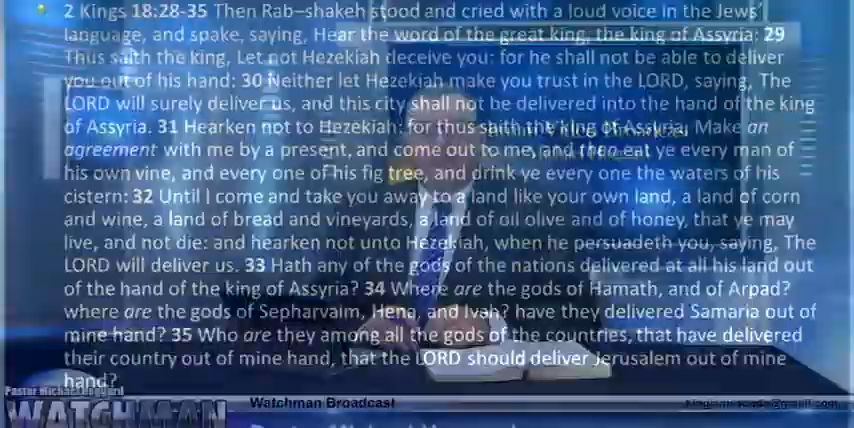 2 Kings 18:28-35 Then Rab–shakeh stood and cried with a loud voice in the Jews'
language, and spake, saying, Hear the word of the great king, the king of Assyria: 29
Thus saith the king, Let not Hezekiah deceive you: for he shall not be able to deliver
you out of his hand: 30 Neither let Hezekiah make you trust in the LORD, saying, The
LORD will surely deliver us, and this city shall not be delivered into the hand of the king
of Assyria. 31 Hearken not to Hezekiah: for thus saith the king of Assyria, Make an
agreement with me by a present, and come out to me, and then eat ye every man of
his own vine, and every one of his fig tree, and drink ye every one the waters of his
cistern: 32 Until I come and take you away to a land like your own land, a land of corn
and wine, a land of bread and vineyards, a land of oil olive and of honey, that ye may
live, and not die: and hearken not unto Hezekiah, when he persuadeth you, saying, The
LORD will deliver us. 33 Hath any of the gods of the nations delivered at all his land out
of the hand of the king of Assyria? 34 Where are the gods of Hamath, and of Arpad?
where are the gods of Sepharvaim, Hena, and Ivah? have they delivered Samaria out of
mine hand? 35 Who are they among all the gods of the countries, that have delivered
their country out of mine hand, that the LORD should deliver Jerusalem out of mine
hand?
Pastor Michael
WATCHMAN
Watchman Broadcast